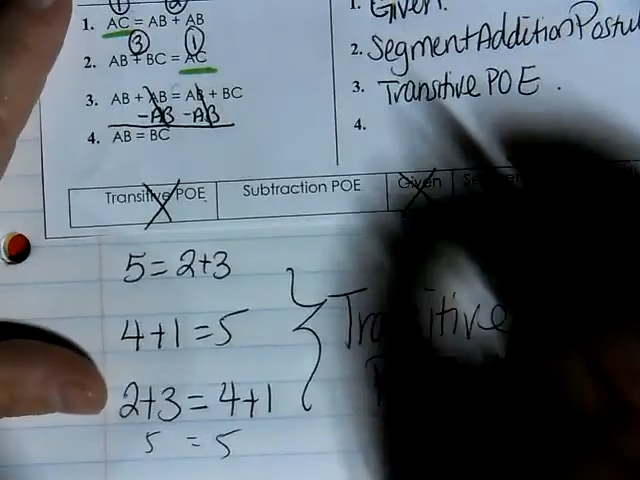 1. AC = AB + AB
1. Given.
3 1
2. AB + BC = AC
2. Segment Addition
3. AB + AB = AB + BC
3. Transitive POE.
-AB -AB
4. AB = BC
4.
Transitive POE Subtraction POE Given
5=2+3
4+1=5
2+3=4+1
5 = 5